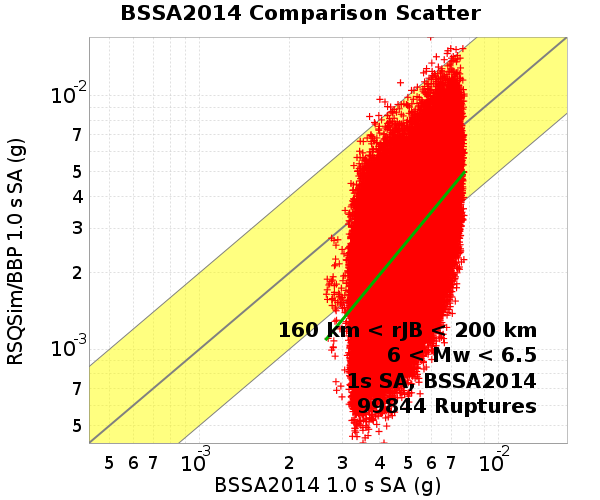 BSSA2014 Comparison Scatter
RSQSim/BBP 1.0 s SA (g)
10-2
7
5
4
3
2
10-3
7
5
160 km < rJB < 200 km
6 < Mw < 6.5
1s SA, BSSA2014
99844 Ruptures
5 6 7 10-3 2 3 4 5 6 7 10-2
BSSA2014 1.0 s SA (g)